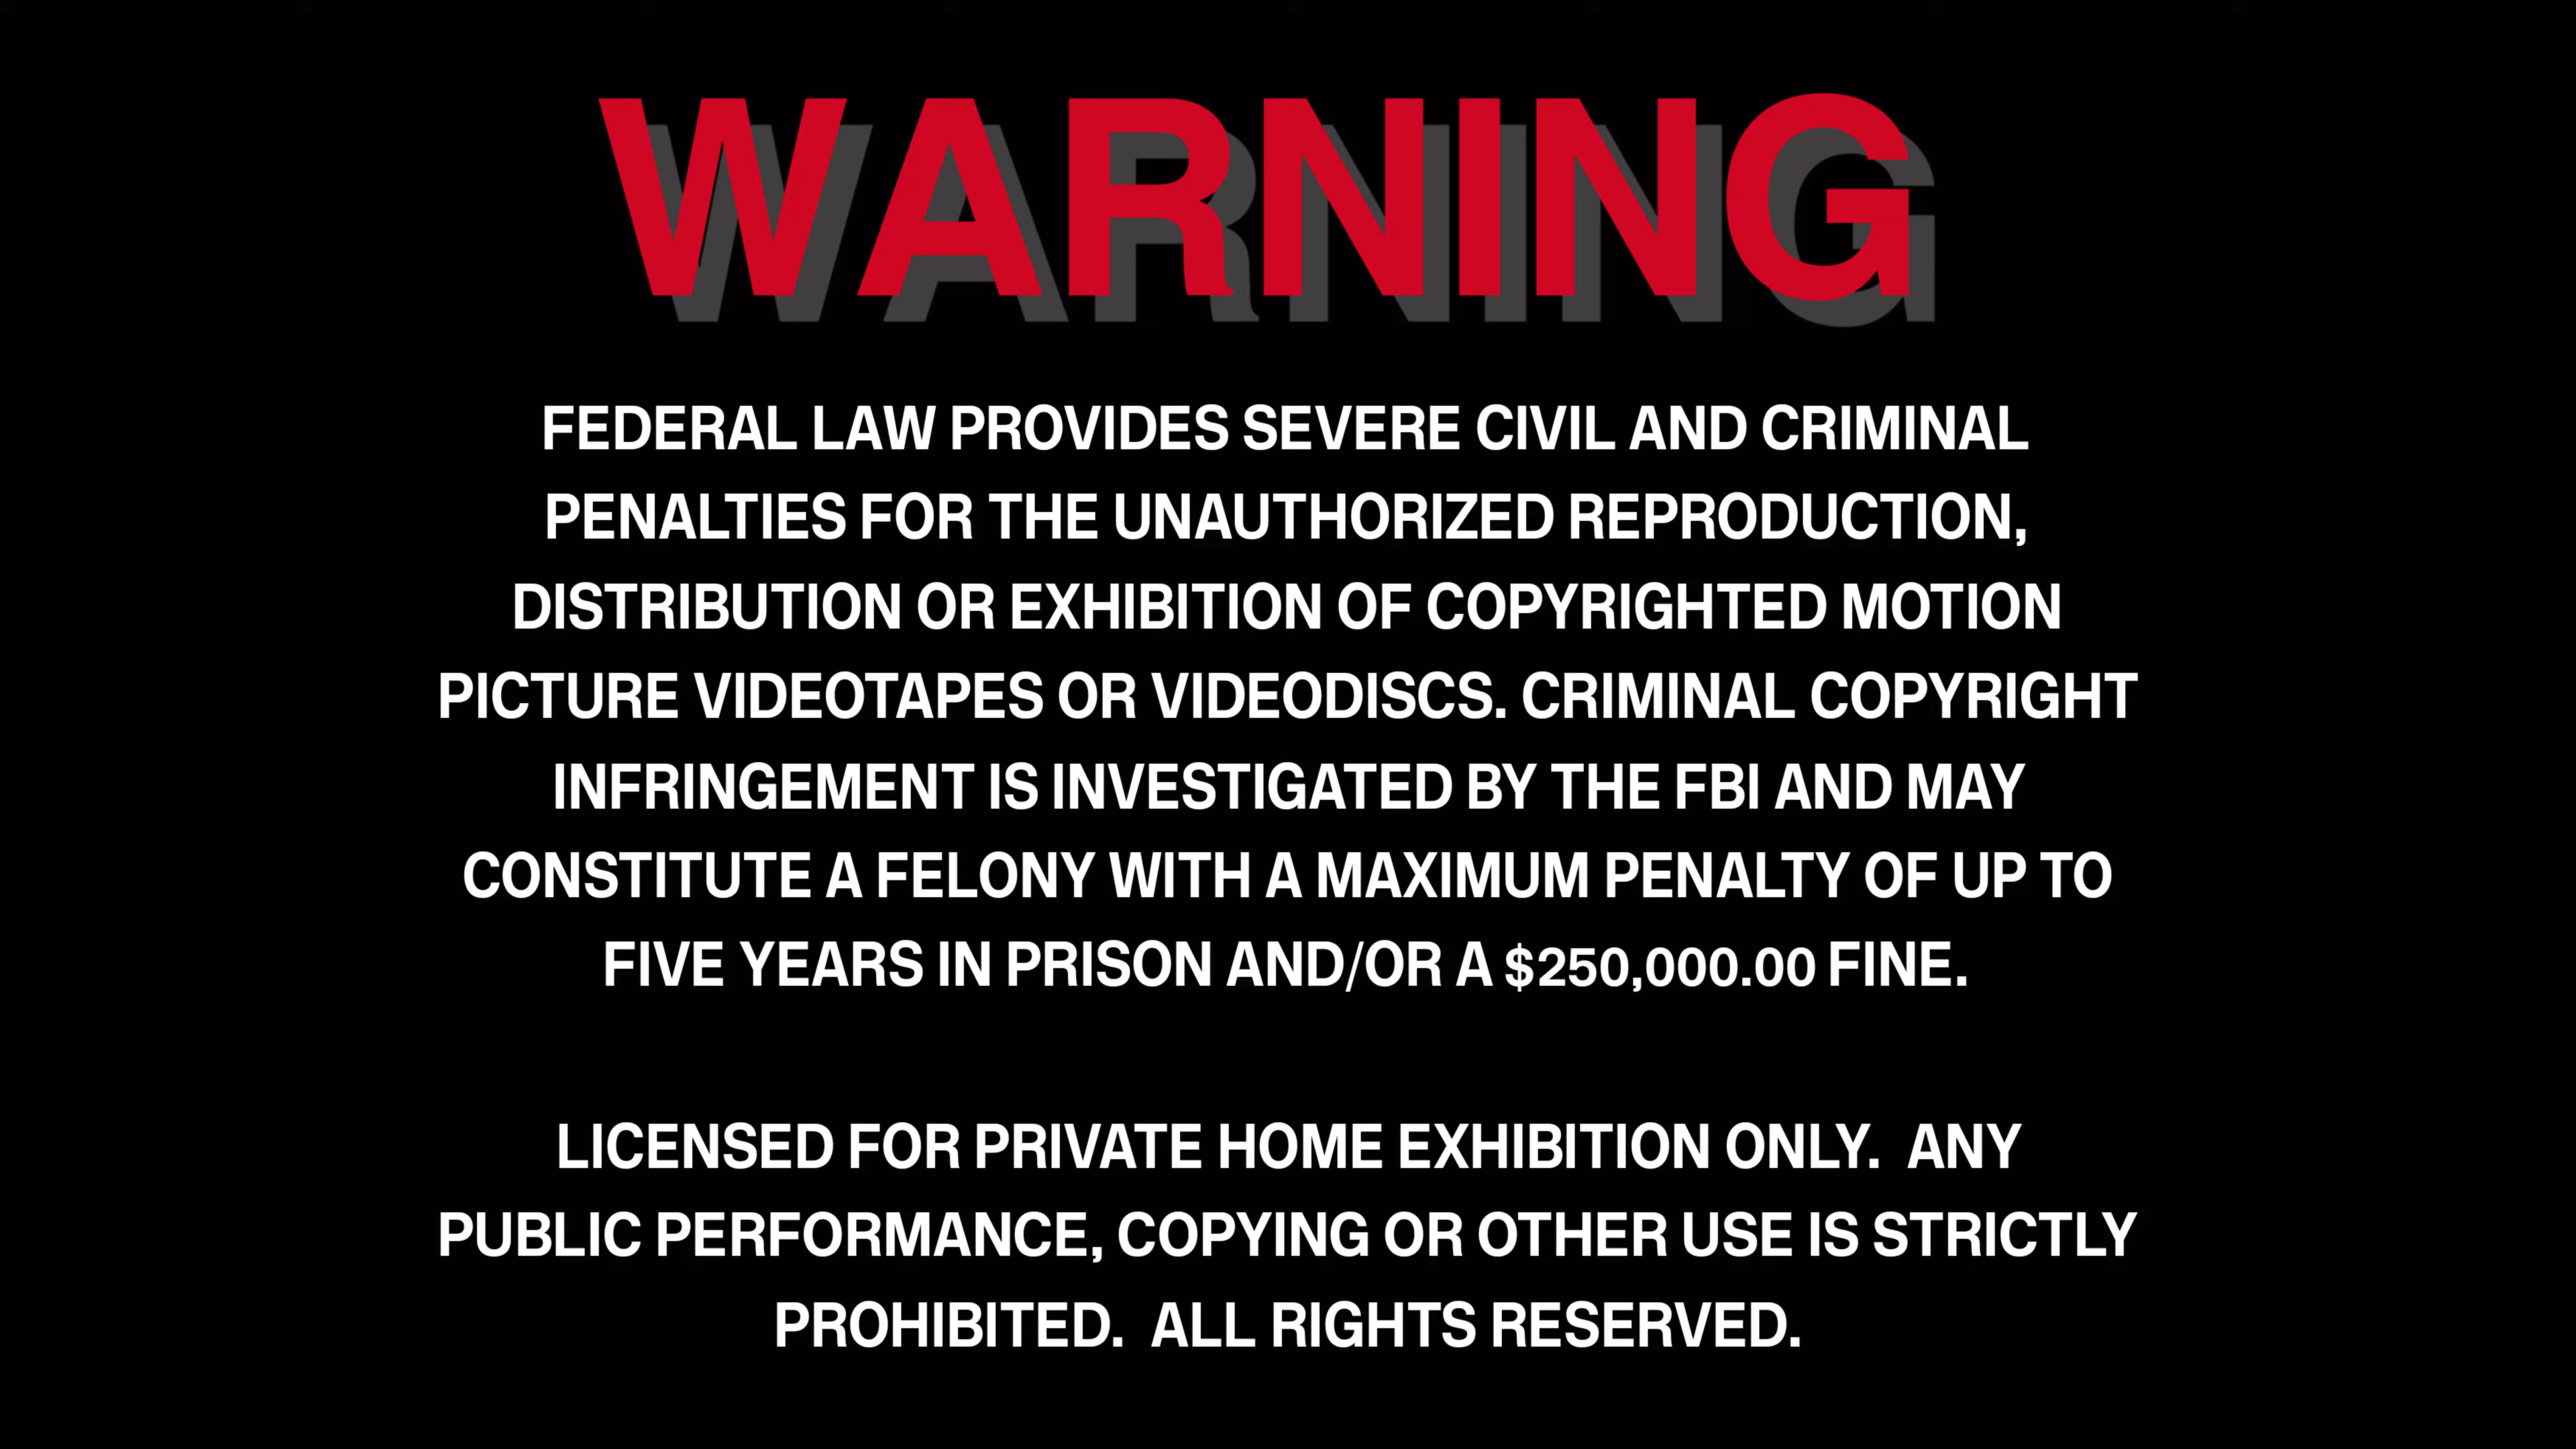 WARNING
FEDERAL LAW PROVIDES SEVERE CIVIL AND CRIMINAL
PENALTIES FOR THE UNAUTHORIZED REPRODUCTION,
DISTRIBUTION OR EXHIBITION OF COPYRIGHTED MOTION
PICTURE VIDEOTAPES OR VIDEODISCS. CRIMINAL COPYRIGHT
INFRINGEMENT IS INVESTIGATED BY THE FBI AND MAY
CONSTITUTE A FELONY WITH A MAXIMUM PENALTY OF UP TO
FIVE YEARS IN PRISON AND/OR A $250,000.00 FINE.
LICENSED FOR PRIVATE HOME EXHIBITION ONLY.  ANY
PUBLIC PERFORMANCE, COPYING OR OTHER USE IS STRICTLY
PROHIBITED.  ALL RIGHTS RESERVED.